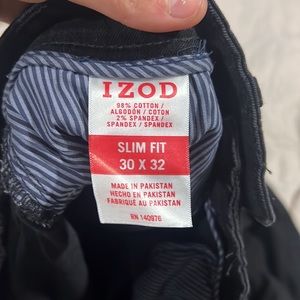 IZOD
98% COTTON /
ALGODÓN / COTON
2% SPANDEX /
SPANDEX / SPANDEX
SLIM FIT
30 X 32
MADE IN PAKISTAN
HECHO EN PAKISTAN
FABRIQUÉ AU PAKISTAN
RN 140976